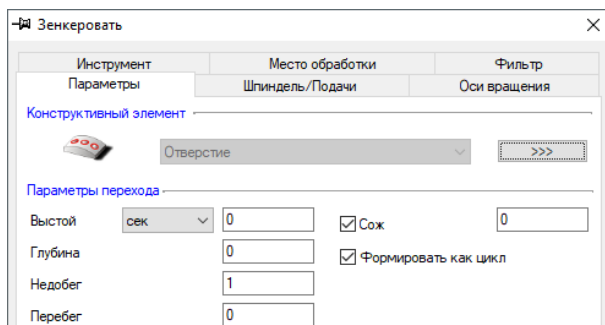 Зенкеровать
Инструмент Место обработки Фильтр
Параметры Шпиндель/Подачи Оси вращения
Конструктивный элемент
Отверстие >>>
Параметры перехода
Выстой сек 0 Сож 0
Глубина 0 Формировать как цикл
Недобег 1
Перебег 0